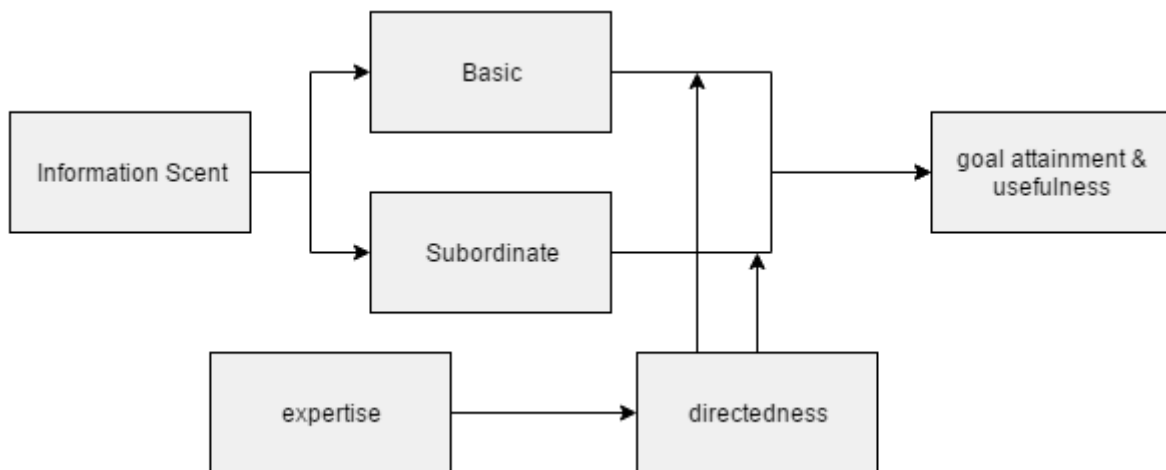 Basic
Information Scent
goal attainment &
usefulness
Subordinate
expertise
directedness